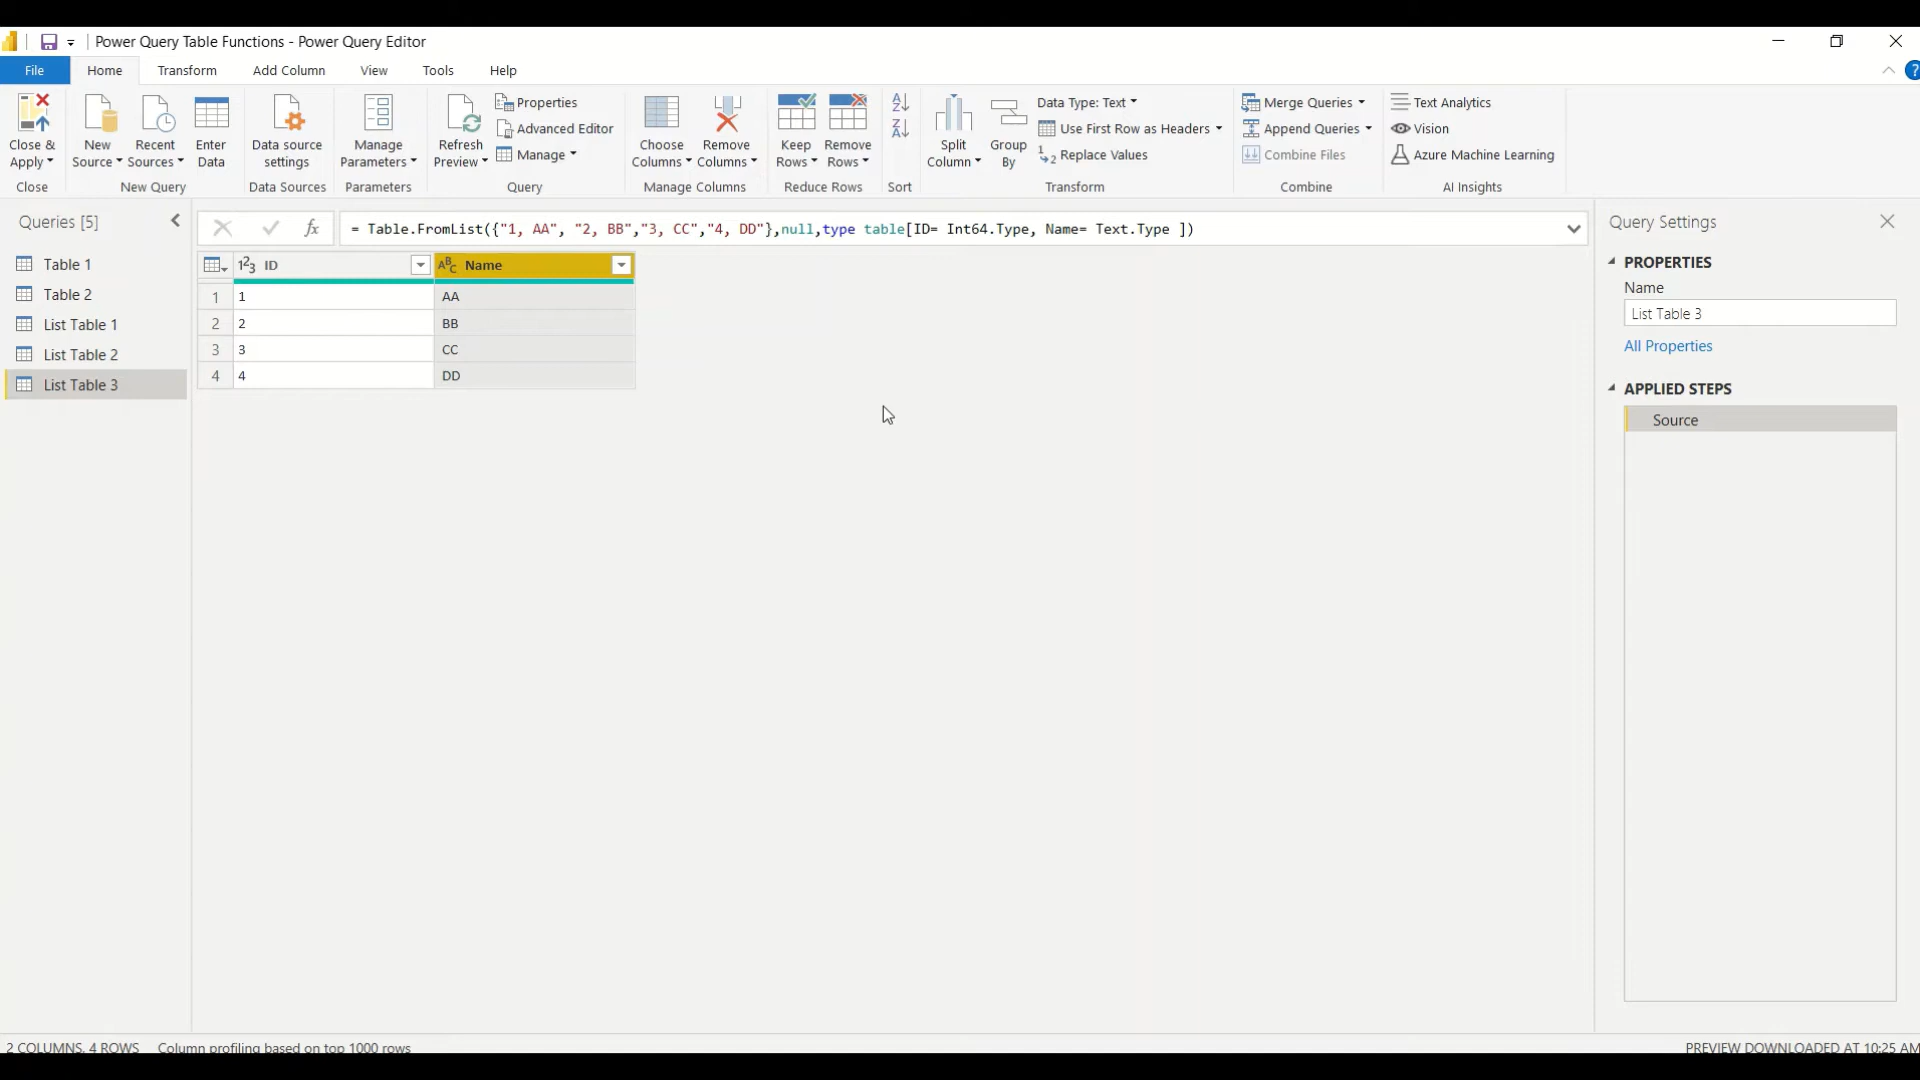 Power Query Table Functions - Power Query Editor
File Home Transform Add Column View Tools Help
?
Close & Apply
Close
New Source
Recent Sources
Enter Data
New Query
Data source settings
Data Sources
Manage Parameters
Parameters
Refresh Preview
Properties
Advanced Editor
Manage
Query
Choose Columns
Remove Columns
Manage Columns
Keep Rows
Remove Rows
Reduce Rows
Sort
Split Column
Group By
Data Type: Text
Use First Row as Headers
Replace Values
Transform
Merge Queries
Append Queries
Combine Files
Combine
Text Analytics
Vision
Azure Machine Learning
AI Insights
Queries [5]
Table 1
Table 2
List Table 1
List Table 2
List Table 3
fx = Table.FromList({"1, AA", "2, BB","3, CC","4, DD"},null,type table[ID= Int64.Type, Name= Text.Type ])
123 ID ABC Name
1 1 AA
2 2 BB
3 3 CC
4 4 DD
Query Settings
PROPERTIES
Name
List Table 3
All Properties
APPLIED STEPS
Source
2 COLUMNS, 4 ROWS Column profiling based on top 1000 rows
PREVIEW DOWNLOADED AT 10:25 AM